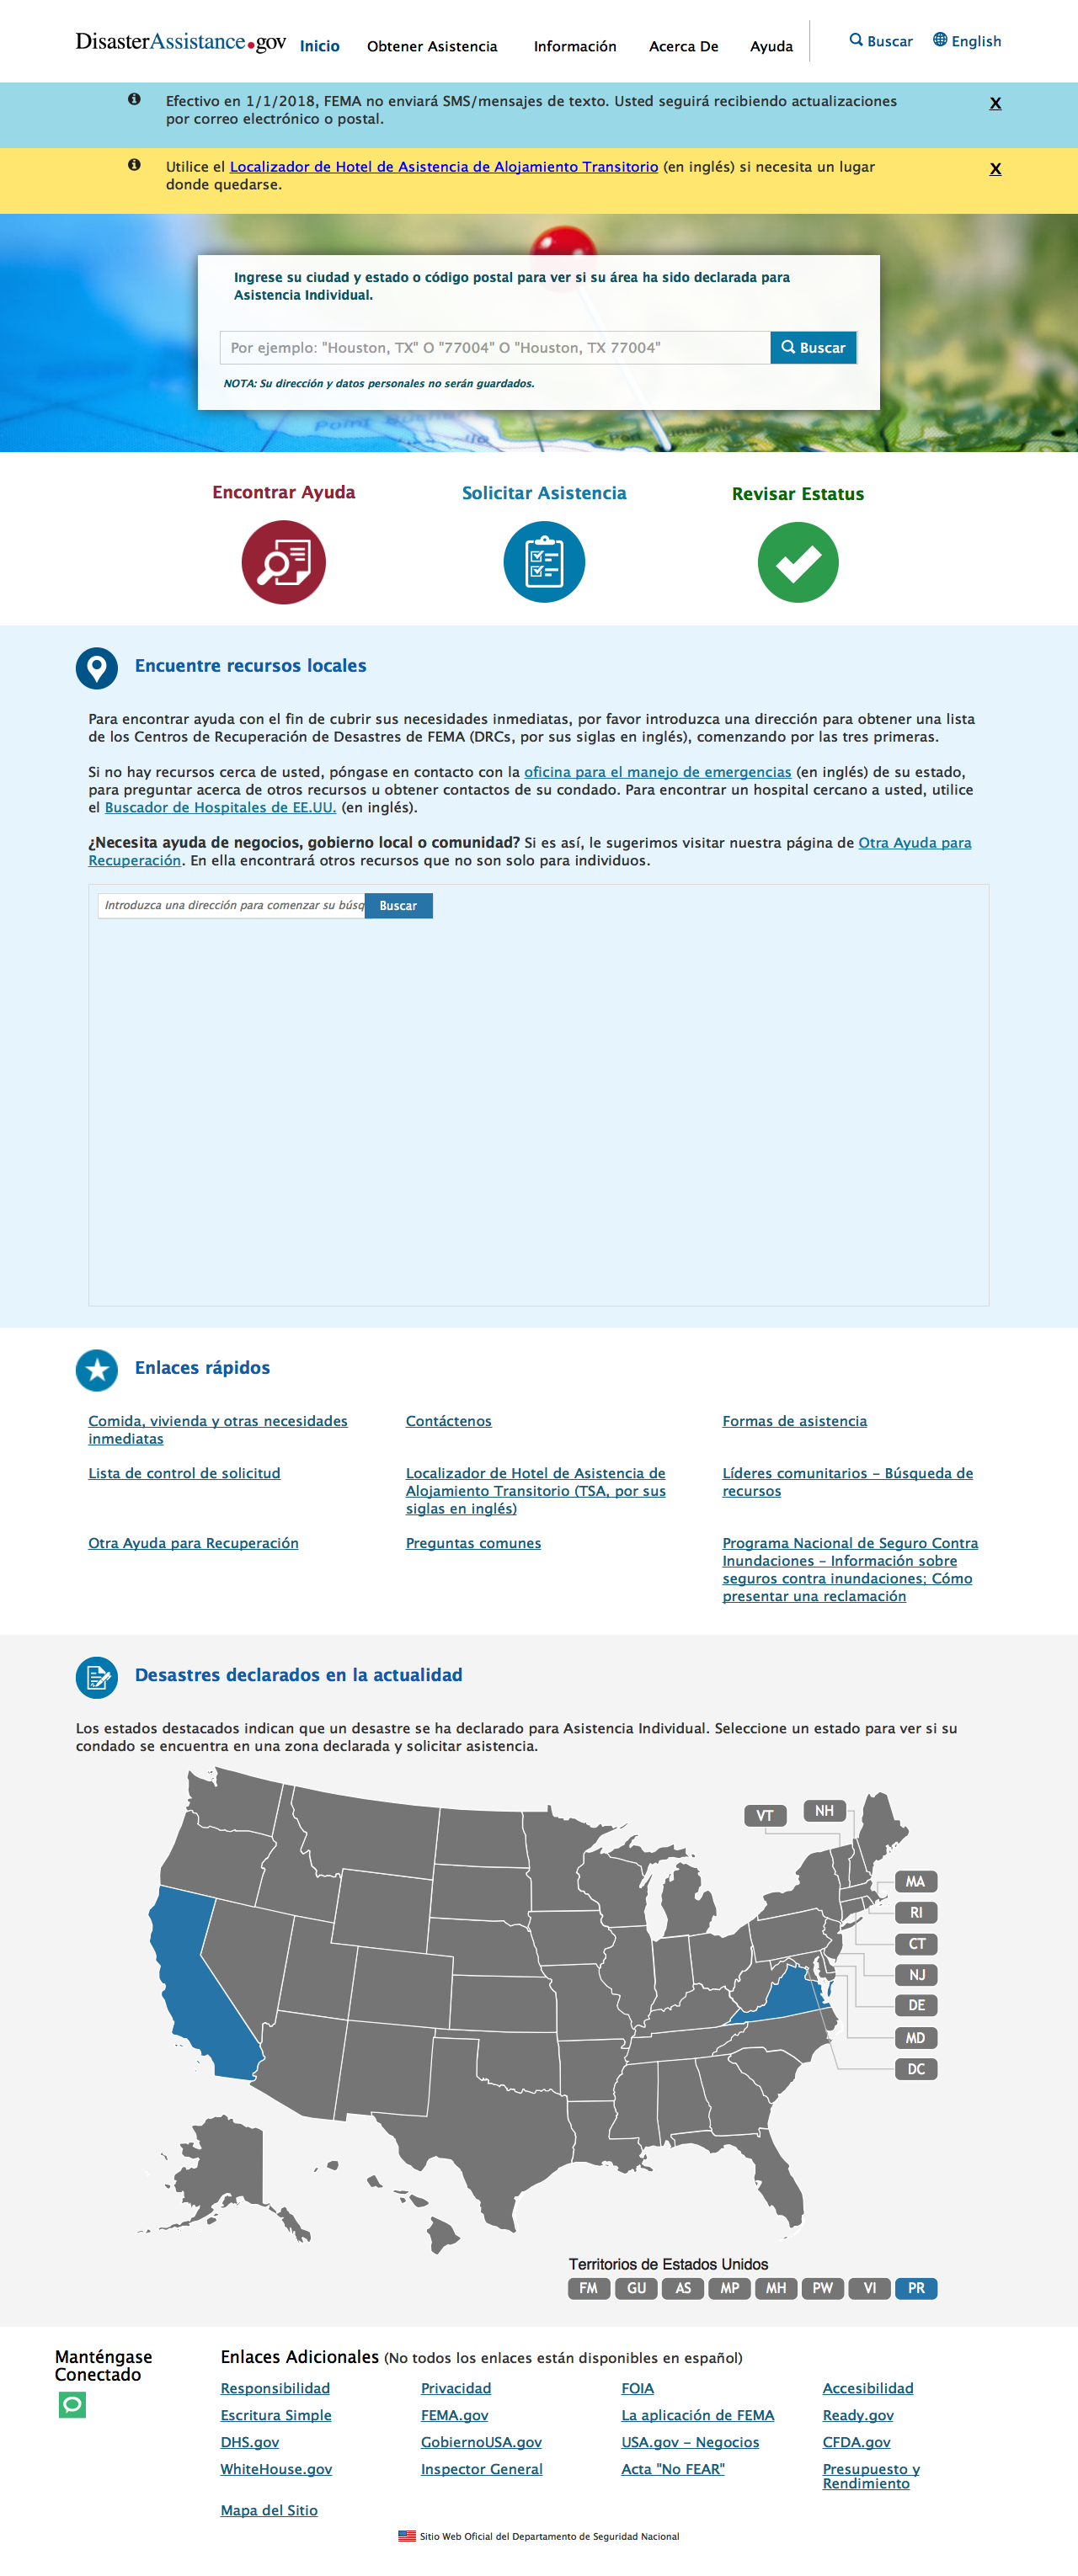 DisasterAssistance.gov
Inicio
Obtener Asistencia
Información
Acerca De
Ayuda
Buscar
English
Efectivo en 1/1/2018, FEMA no enviará SMS/mensajes de texto. Usted seguirá recibiendo actualizaciones
por correo electrónico o postal.
X
Utilice el Localizador de Hotel de Asistencia de Alojamiento Transitorio (en inglés) si necesita un lugar
donde quedarse.
X
Ingrese su ciudad y estado o código postal para ver si su área ha sido declarada para
Asistencia Individual.
Por ejemplo: "Houston, TX" O "77004" O "Houston, TX 77004"
Buscar
NOTA: Su dirección y datos personales no serán guardados.
Encontrar Ayuda
Solicitar Asistencia
Revisar Estatus
Encuentre recursos locales
Para encontrar ayuda con el fin de cubrir sus necesidades inmediatas, por favor introduzca una dirección para obtener una lista
de los Centros de Recuperación de Desastres de FEMA (DRCs, por sus siglas en inglés), comenzando por las tres primeras.
Si no hay recursos cerca de usted, póngase en contacto con la oficina para el manejo de emergencias (en inglés) de su estado,
para preguntar acerca de otros recursos u obtener contactos de su condado. Para encontrar un hospital cercano a usted, utilice
el Buscador de Hospitales de EE.UU. (en inglés).
¿Necesita ayuda de negocios, gobierno local o comunidad? Si es así, le sugerimos visitar nuestra página de Otra Ayuda para
Recuperación. En ella encontrará otros recursos que no son solo para individuos.
Introduzca una dirección para comenzar su búsq
Buscar
Enlaces rápidos
Comida, vivienda y otras necesidades
inmediatas
Contáctenos
Formas de asistencia
Lista de control de solicitud
Localizador de Hotel de Asistencia de
Alojamiento Transitorio (TSA, por sus
siglas en inglés)
Líderes comunitarios – Búsqueda de
recursos
Otra Ayuda para Recuperación
Preguntas comunes
Programa Nacional de Seguro Contra
Inundaciones – Información sobre
seguros contra inundaciones; Cómo
presentar una reclamación
Desastres declarados en la actualidad
Los estados destacados indican que un desastre se ha declarado para Asistencia Individual. Seleccione un estado para ver si su
condado se encuentra en una zona declarada y solicitar asistencia.
VT
NH
MA
RI
CT
NJ
DE
MD
DC
Territorios de Estados Unidos
FM
GU
AS
MP
MH
PW
VI
PR
Manténgase
Conectado
Enlaces Adicionales (No todos los enlaces están disponibles en español)
Responsibilidad
Privacidad
FOIA
Accesibilidad
Escritura Simple
FEMA.gov
La aplicación de FEMA
Ready.gov
DHS.gov
GobiernoUSA.gov
USA.gov – Negocios
CFDA.gov
WhiteHouse.gov
Inspector General
Acta "No FEAR"
Presupuesto y
Rendimiento
Mapa del Sitio
Sitio Web Oficial del Departamento de Seguridad Nacional